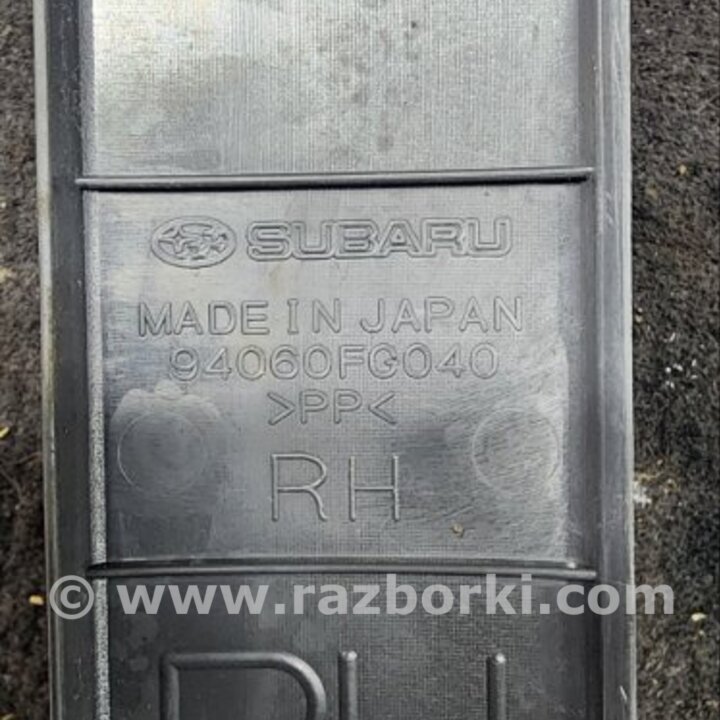 SUBARU
MADE IN JAPAN
94060FG040
>PP<
RH
© www.razborki.com